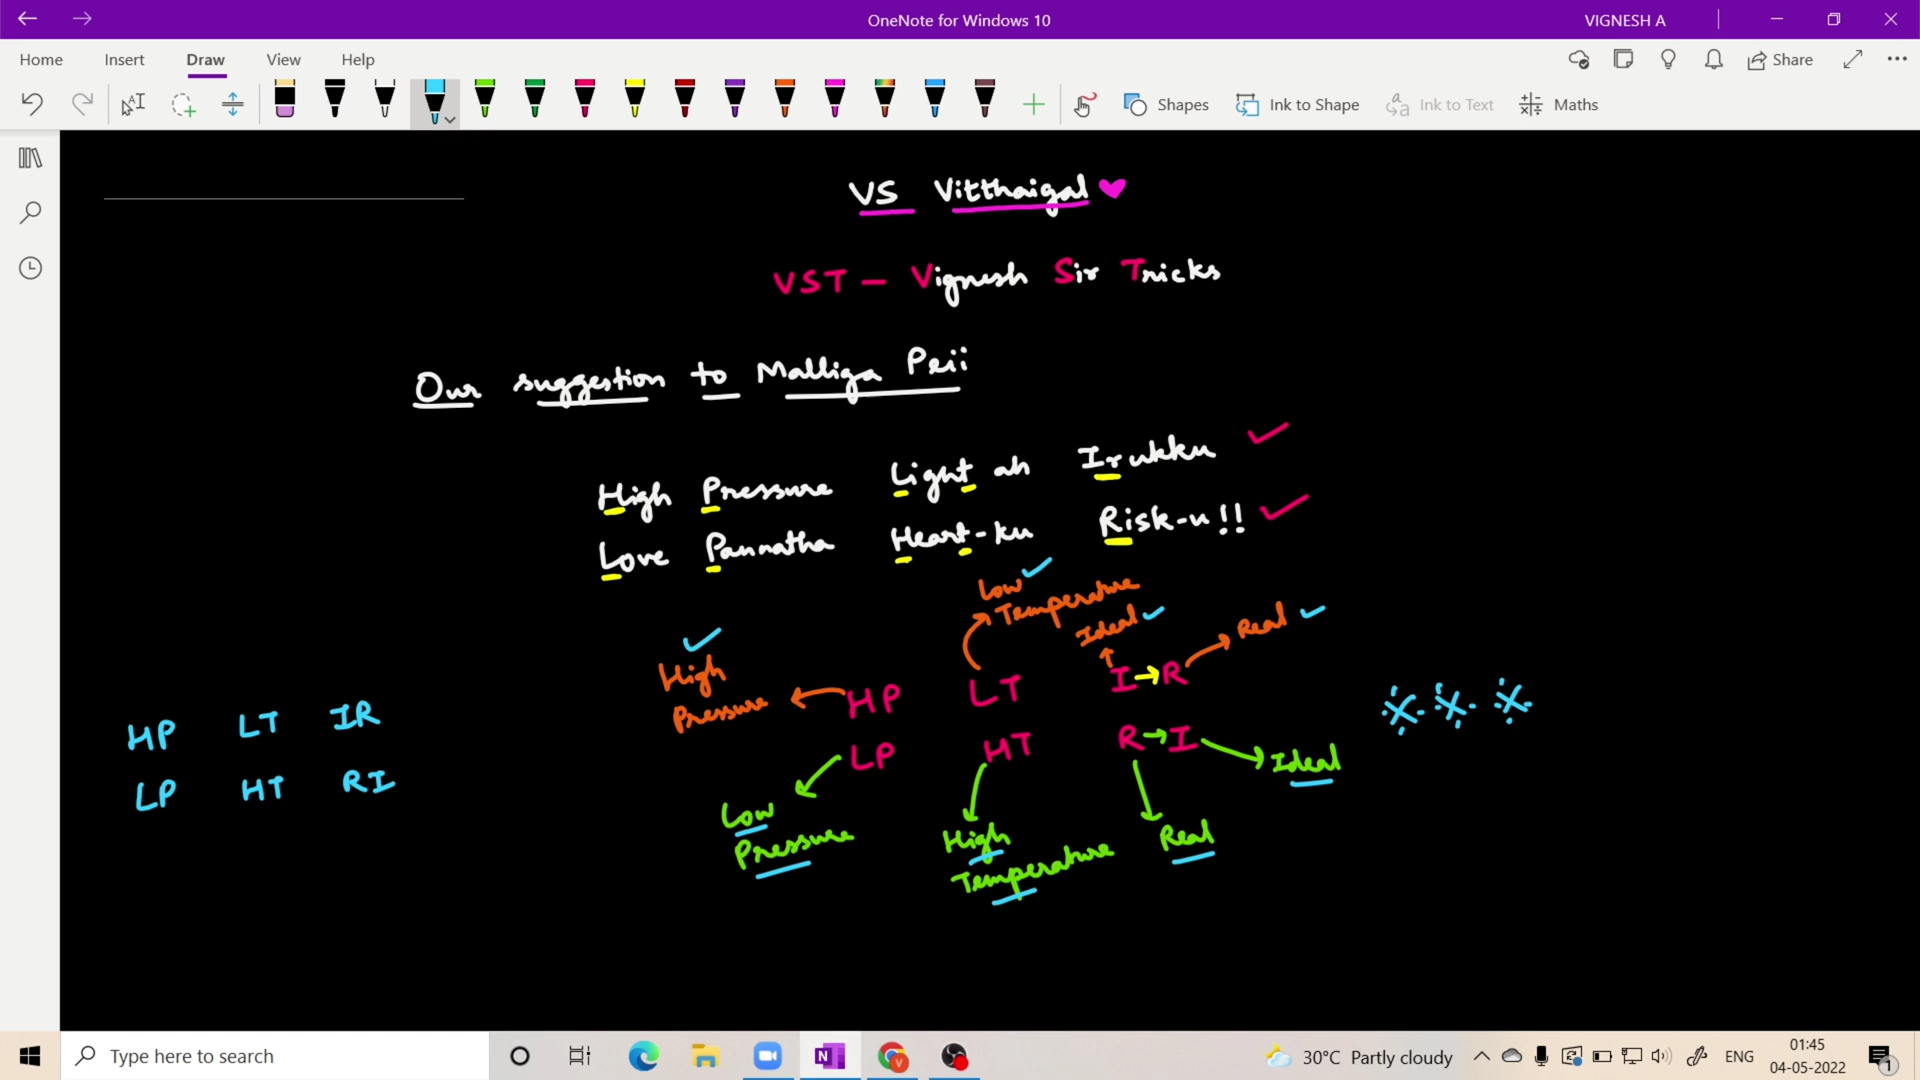 OneNote for Windows 10
VIGNESH A
Home Insert Draw View Help
Share
Shapes Ink to Shape Ink to Text Maths
VS Vitthaigal
VST – Vignesh Sir Tricks
Our suggestion to Malliga Peii
High Pressure Light ah Irukku
Love Pannatha Heart-ku Risk-u!!
Low
Temperature
Ideal
Real
High
Pressure
HP LT I→R
LP HT R→I
HP LT IR
LP HT RI
Ideal
Low
Pressure
High
Temperature
Real
Type here to search
30°C Partly cloudy
ENG
01:45
04-05-2022
1